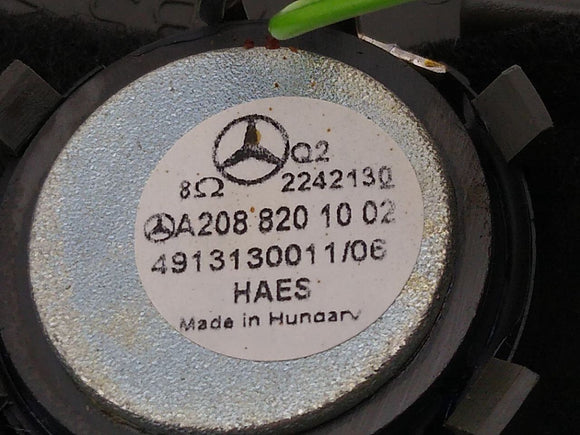 Q2
8Ω 2242130
A208 820 10 02
4913130011/06
HAES
Made in Hungary